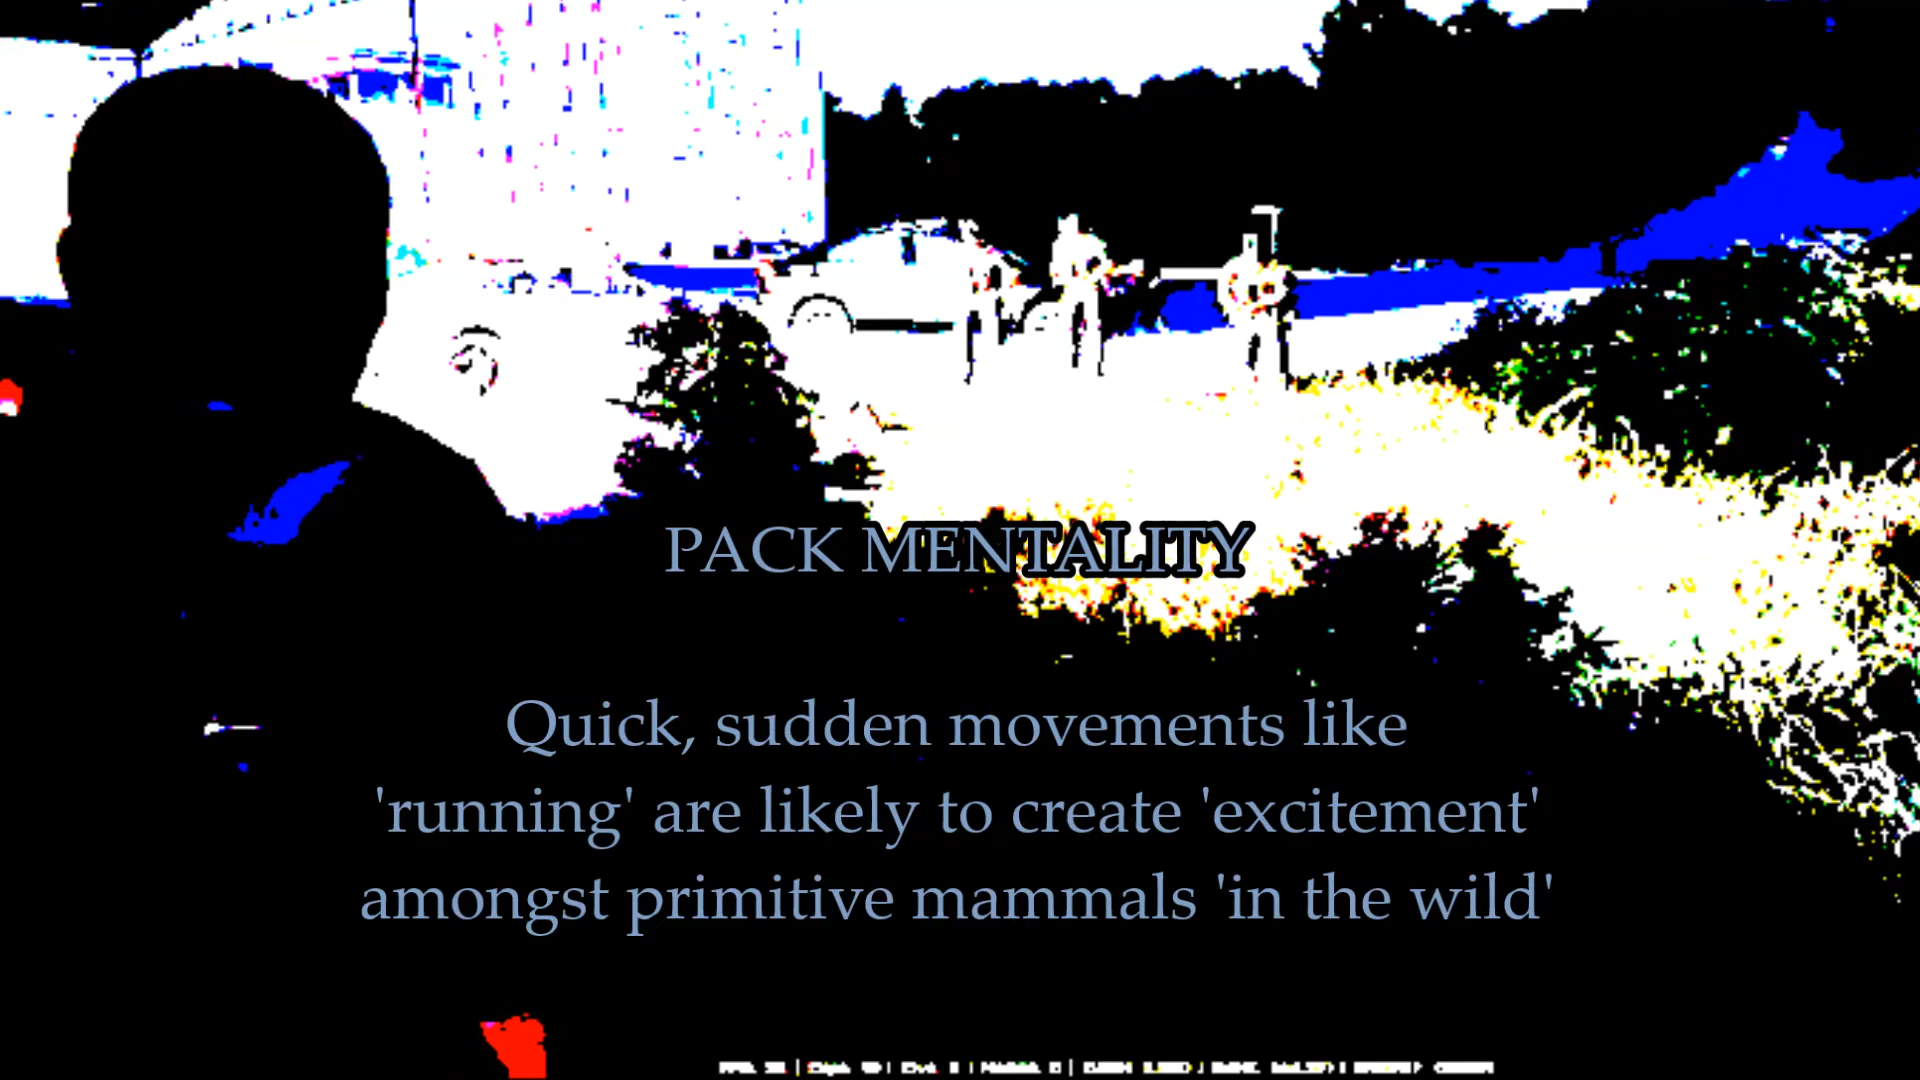 PACK MENTALITY
Quick, sudden movements like
'running' are likely to create 'excitement'
amongst primitive mammals 'in the wild'